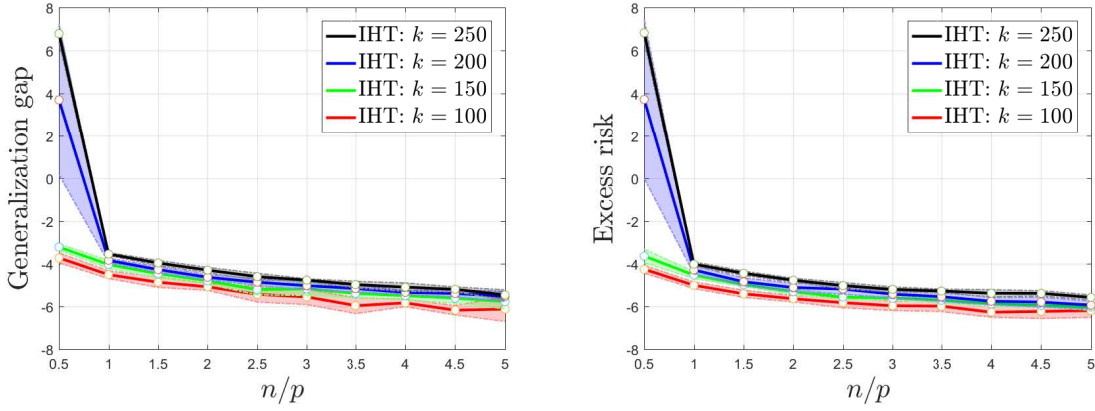 Generalization gap
8
6
4
2
0
-2
-4
-6
-8
IHT: k = 250
IHT: k = 200
IHT: k = 150
IHT: k = 100
0.5 1 1.5 2 2.5 3 3.5 4 4.5 5
n/p
Excess risk
8
6
4
2
0
-2
-4
-6
-8
IHT: k = 250
IHT: k = 200
IHT: k = 150
IHT: k = 100
0.5 1 1.5 2 2.5 3 3.5 4 4.5 5
n/p